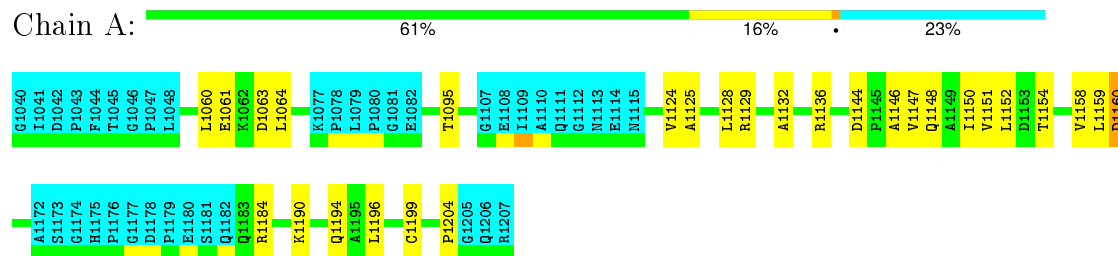 Chain A:
61% 16% • 23%
G1040 I1041 D1042 P1043 F1044 T1045 G1046 P1047 L1048 L1060 E1061 K1062 D1063 L1064 K1077 P1078 L1079 P1080 G1081 E1082 T1095 G1107 E1108 I1109 A1110 Q1111 G1112 N1113 E1114 N1115 V1124 A1125 L1128 R1129 A1132 R1136 D1144 P1145 A1146 V1147 Q1148 A1149 I1150 V1151 L1152 D1153 T1154 V1158 L1159 D1160
A1172 S1173 G1174 H1175 P1176 G1177 D1178 P1179 E1180 S1181 Q1182 Q1183 R1184 K1190 Q1194 A1195 L1196 C1199 P1204 G1205 Q1206 R1207